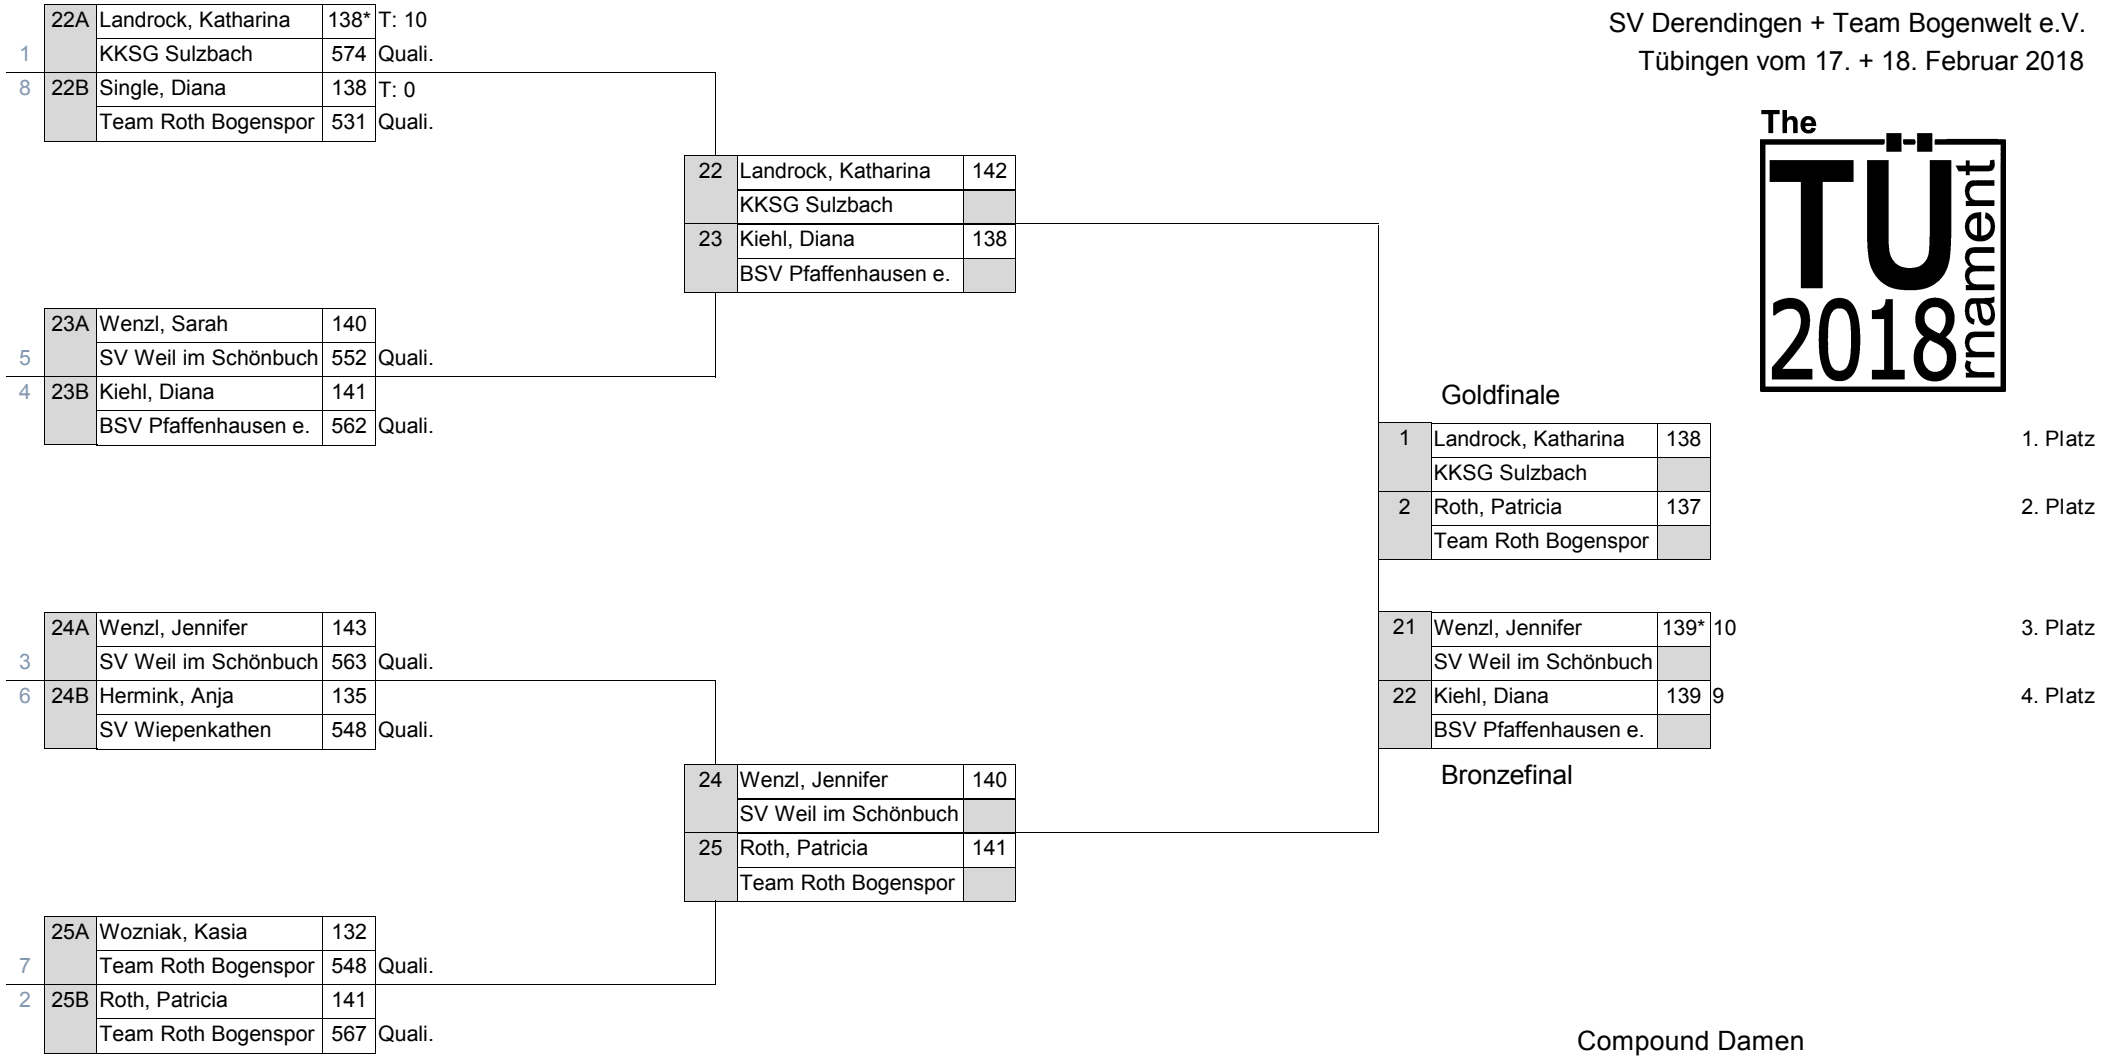 SV Derendingen + Team Bogenwelt e.V.
Tübingen vom 17. + 18. Februar 2018
The
TÜ
rnament
2018
22A Landrock, Katharina 138* T: 10
1 KKSG Sulzbach 574 Quali.
8 22B Single, Diana 138 T: 0
Team Roth Bogenspor 531 Quali.
22 Landrock, Katharina 142
KKSG Sulzbach
23 Kiehl, Diana 138
BSV Pfaffenhausen e.
23A Wenzl, Sarah 140
5 SV Weil im Schönbuch 552 Quali.
4 23B Kiehl, Diana 141
BSV Pfaffenhausen e. 562 Quali.
Goldfinale
1 Landrock, Katharina 138 1. Platz
KKSG Sulzbach
2 Roth, Patricia 137 2. Platz
Team Roth Bogenspor
24A Wenzl, Jennifer 143
3 SV Weil im Schönbuch 563 Quali.
6 24B Hermink, Anja 135
SV Wiepenkathen 548 Quali.
21 Wenzl, Jennifer 139* 10 3. Platz
SV Weil im Schönbuch
22 Kiehl, Diana 139 9 4. Platz
BSV Pfaffenhausen e.
Bronzefinal
24 Wenzl, Jennifer 140
SV Weil im Schönbuch
25 Roth, Patricia 141
Team Roth Bogenspor
25A Wozniak, Kasia 132
7 Team Roth Bogenspor 548 Quali.
2 25B Roth, Patricia 141
Team Roth Bogenspor 567 Quali.
Compound Damen